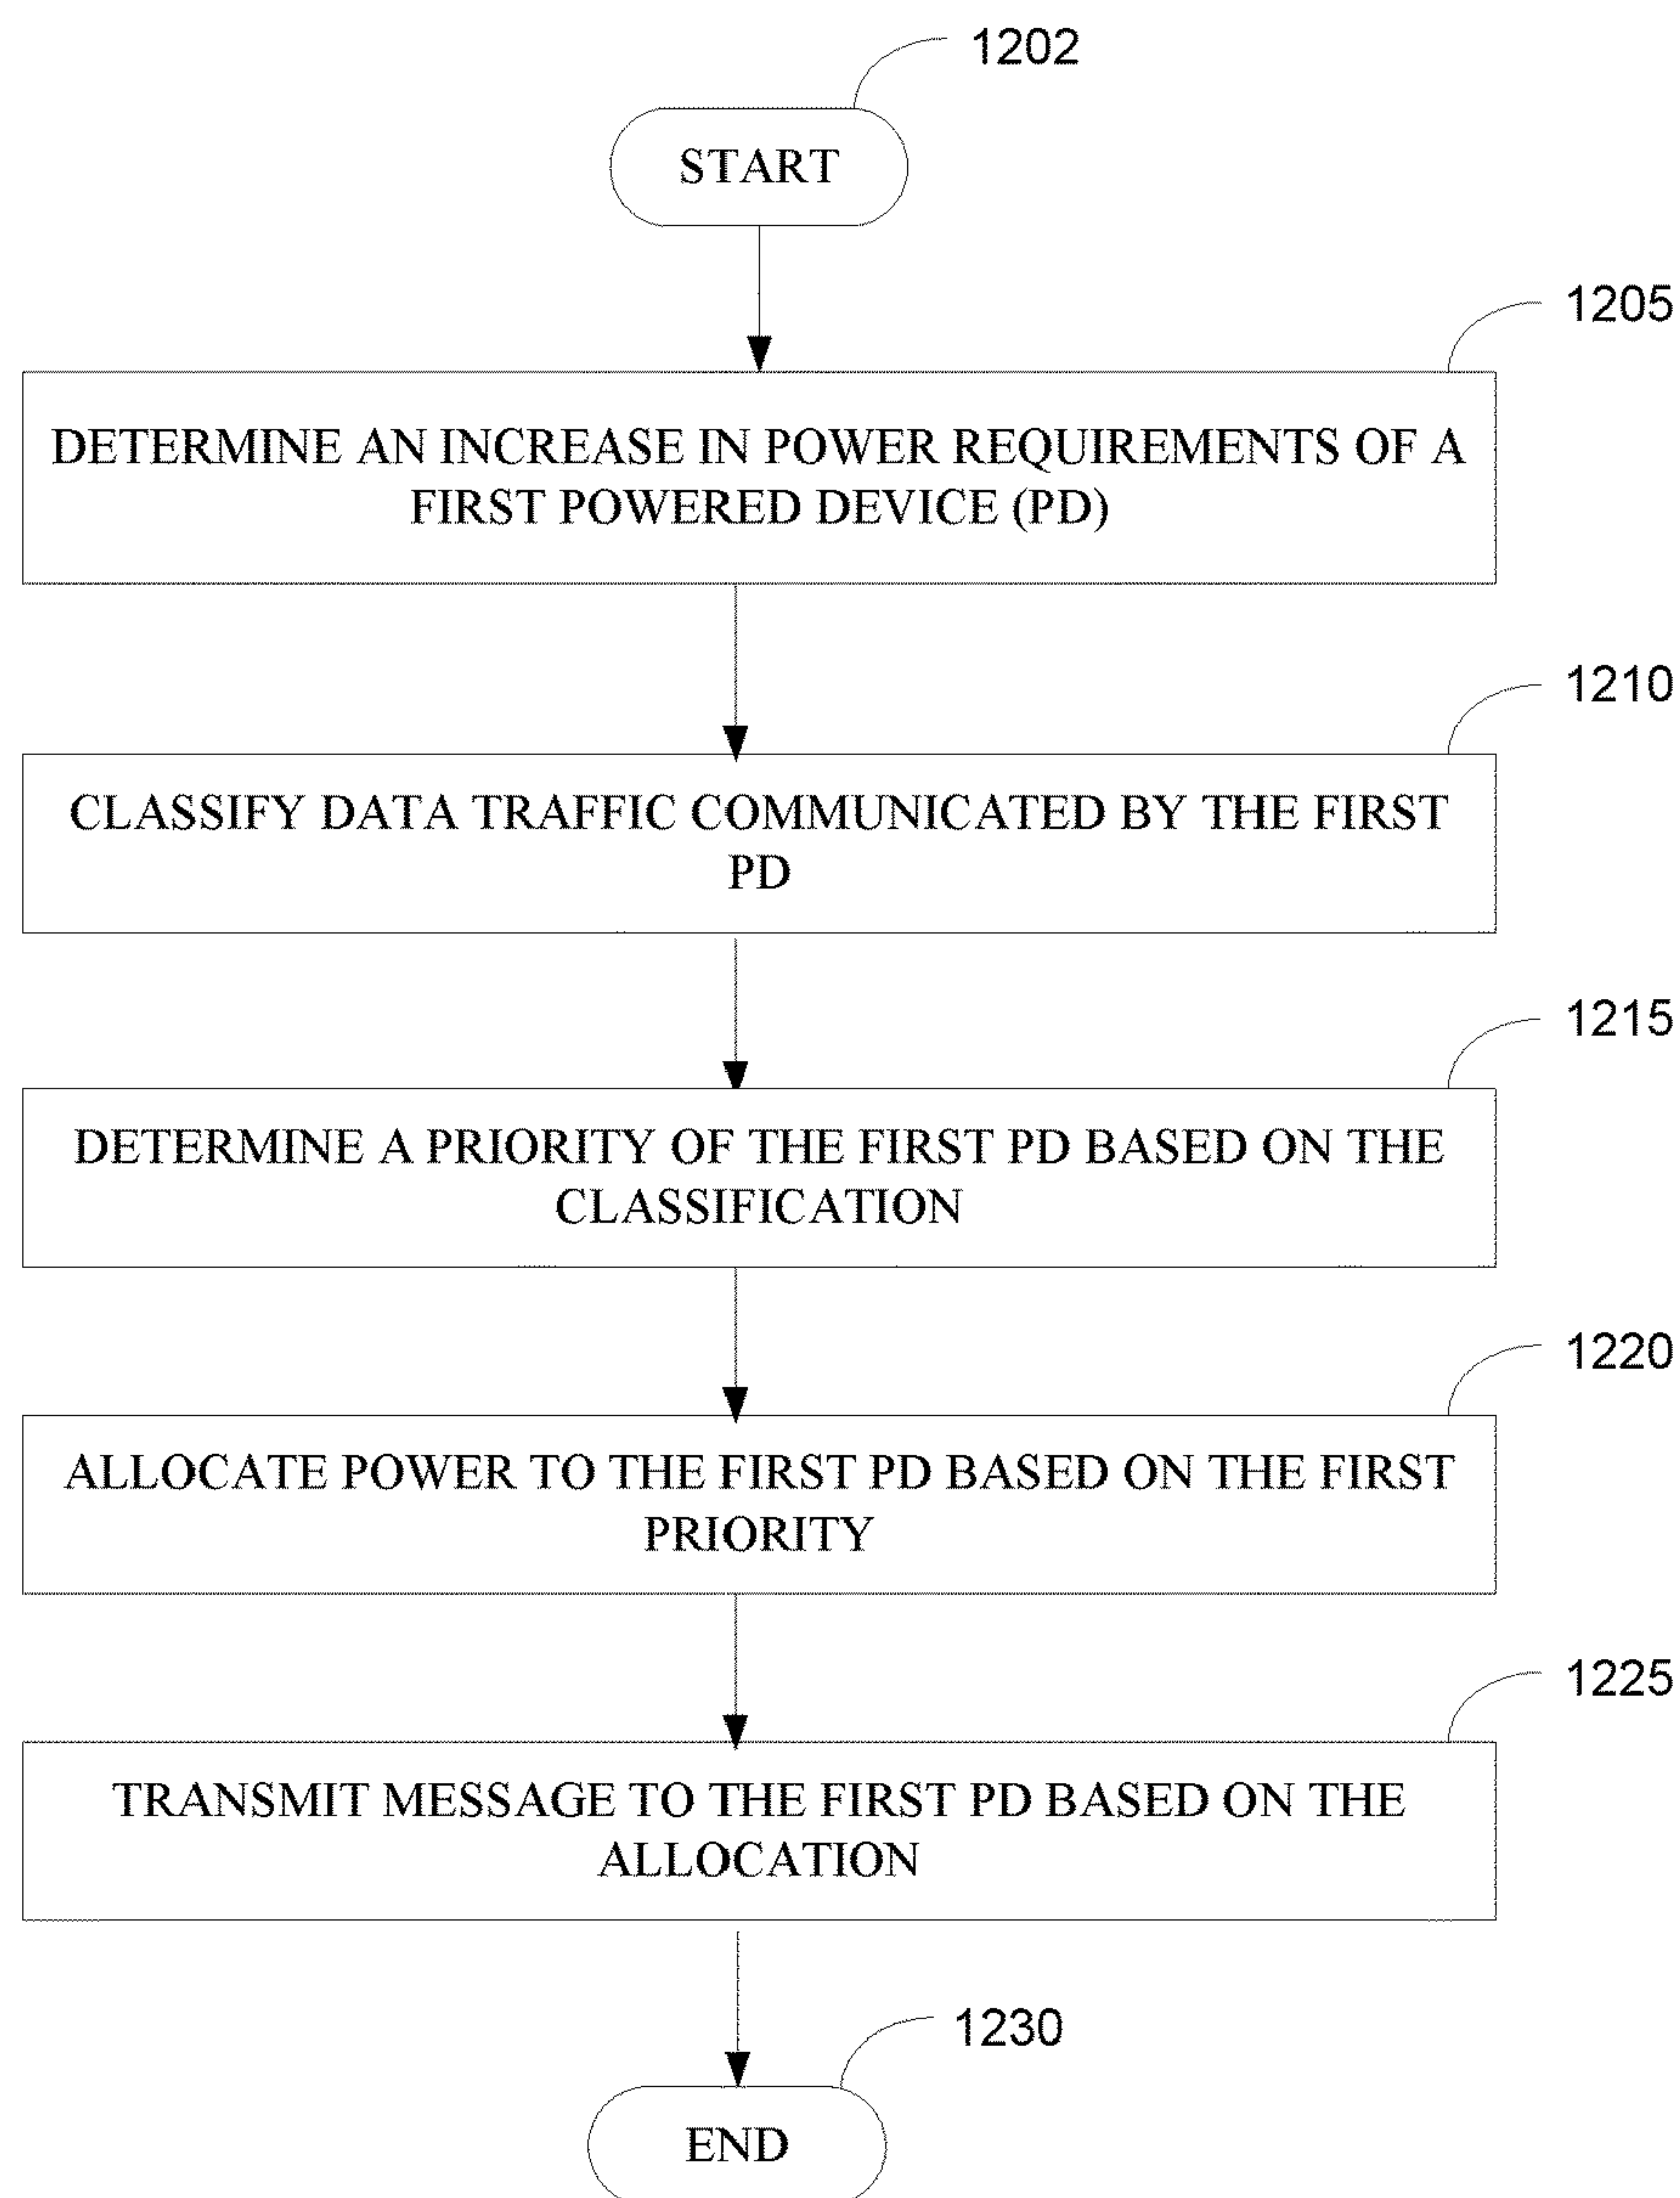 1202
START
1205
DETERMINE AN INCREASE IN POWER REQUIREMENTS OF A
FIRST POWERED DEVICE (PD)
1210
CLASSIFY DATA TRAFFIC COMMUNICATED BY THE FIRST
PD
1215
DETERMINE A PRIORITY OF THE FIRST PD BASED ON THE
CLASSIFICATION
1220
ALLOCATE POWER TO THE FIRST PD BASED ON THE FIRST
PRIORITY
1225
TRANSMIT MESSAGE TO THE FIRST PD BASED ON THE
ALLOCATION
1230
END